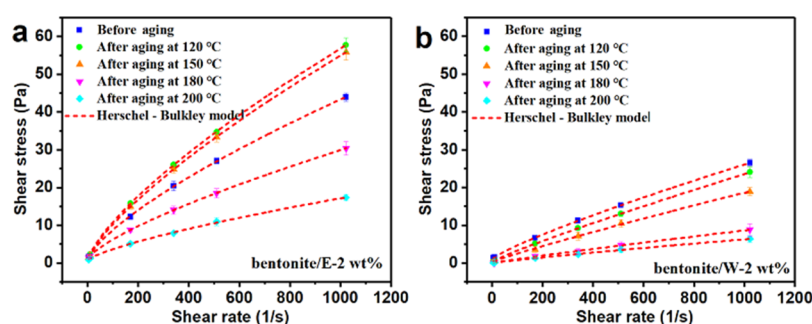 a
Before aging
After aging at 120 °C
After aging at 150 °C
After aging at 180 °C
After aging at 200 °C
Herschel - Bulkley model
60
50
40
30
20
10
0
Shear stress (Pa)
0 200 400 600 800 1000 1200
Shear rate (1/s)
bentonite/E-2 wt%
b
Before aging
After aging at 120 °C
After aging at 150 °C
After aging at 180 °C
After aging at 200 °C
Herschel - Bulkley model
60
50
40
30
20
10
0
Shear stress (Pa)
0 200 400 600 800 1000 1200
Shear rate (1/s)
bentonite/W-2 wt%